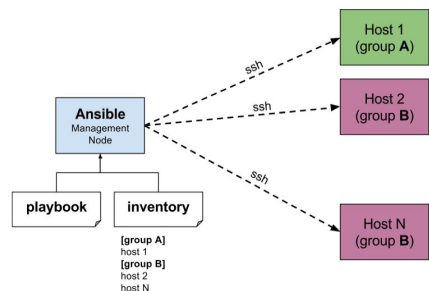 Ansible
Management
Node
playbook
inventory
[group A]
host 1
[group B]
host 2
host N
ssh
ssh
ssh
Host 1
(group A)
Host 2
(group B)
Host N
(group B)